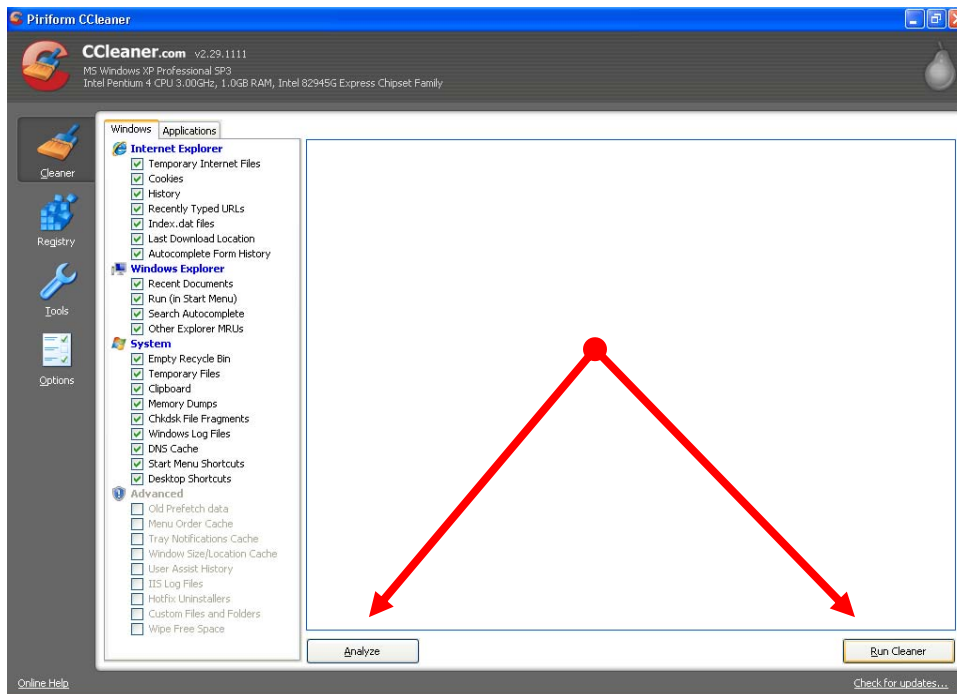 Piriform CCleaner
CCleaner.com v2.29.1111
MS Windows XP Professional SP3
Intel Pentium 4 CPU 3.00GHz, 1.0GB RAM, Intel 82945G Express Chipset Family
Cleaner
Registry
Tools
Options
Windows Applications
Internet Explorer
Temporary Internet Files
Cookies
History
Recently Typed URLs
Index.dat files
Last Download Location
Autocomplete Form History
Windows Explorer
Recent Documents
Run (in Start Menu)
Search Autocomplete
Other Explorer MRUs
System
Empty Recycle Bin
Temporary Files
Clipboard
Memory Dumps
Chkdsk File Fragments
Windows Log Files
DNS Cache
Start Menu Shortcuts
Desktop Shortcuts
Advanced
Old Prefetch data
Menu Order Cache
Tray Notifications Cache
Window Size/Location Cache
User Assist History
IIS Log Files
Hotfix Uninstallers
Custom Files and Folders
Wipe Free Space
Analyze Run Cleaner
Online Help Check for updates...